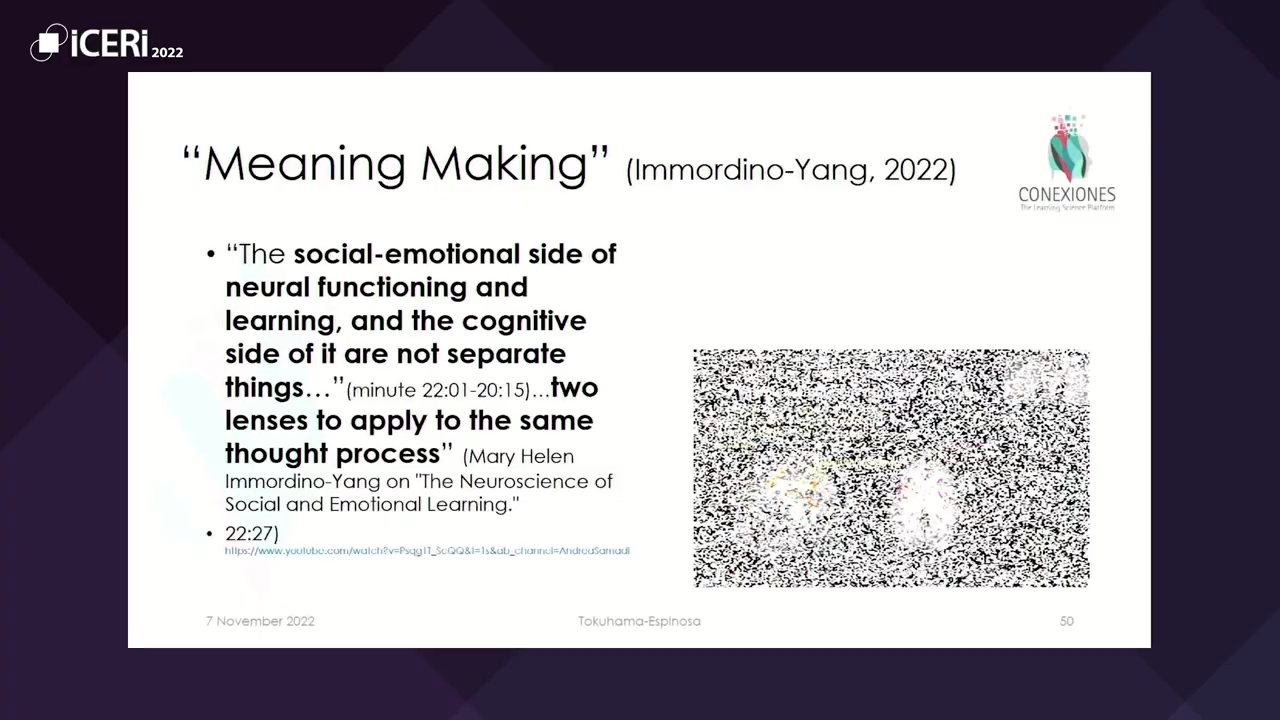 iCERi 2022
“Meaning Making” (Immordino-Yang, 2022)
CONEXIONES
The Learning Science Platform
• “The social-emotional side of
neural functioning and
learning, and the cognitive
side of it are not separate
things…”(minute 22:01-20:15)…two
lenses to apply to the same
thought process” (Mary Helen
Immordino-Yang on "The Neuroscience of
Social and Emotional Learning."
• 22:27)
7 November 2022
Tokuhama-Espinosa
50